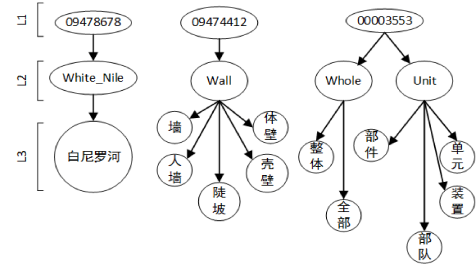 L1
09478678
09474412
00003553
L2
White_Nile
Wall
Whole
Unit
L3
白尼罗河
墙
人墙
陡坡
壳壁
体壁
整体
全部
部件
部队
装置
单元